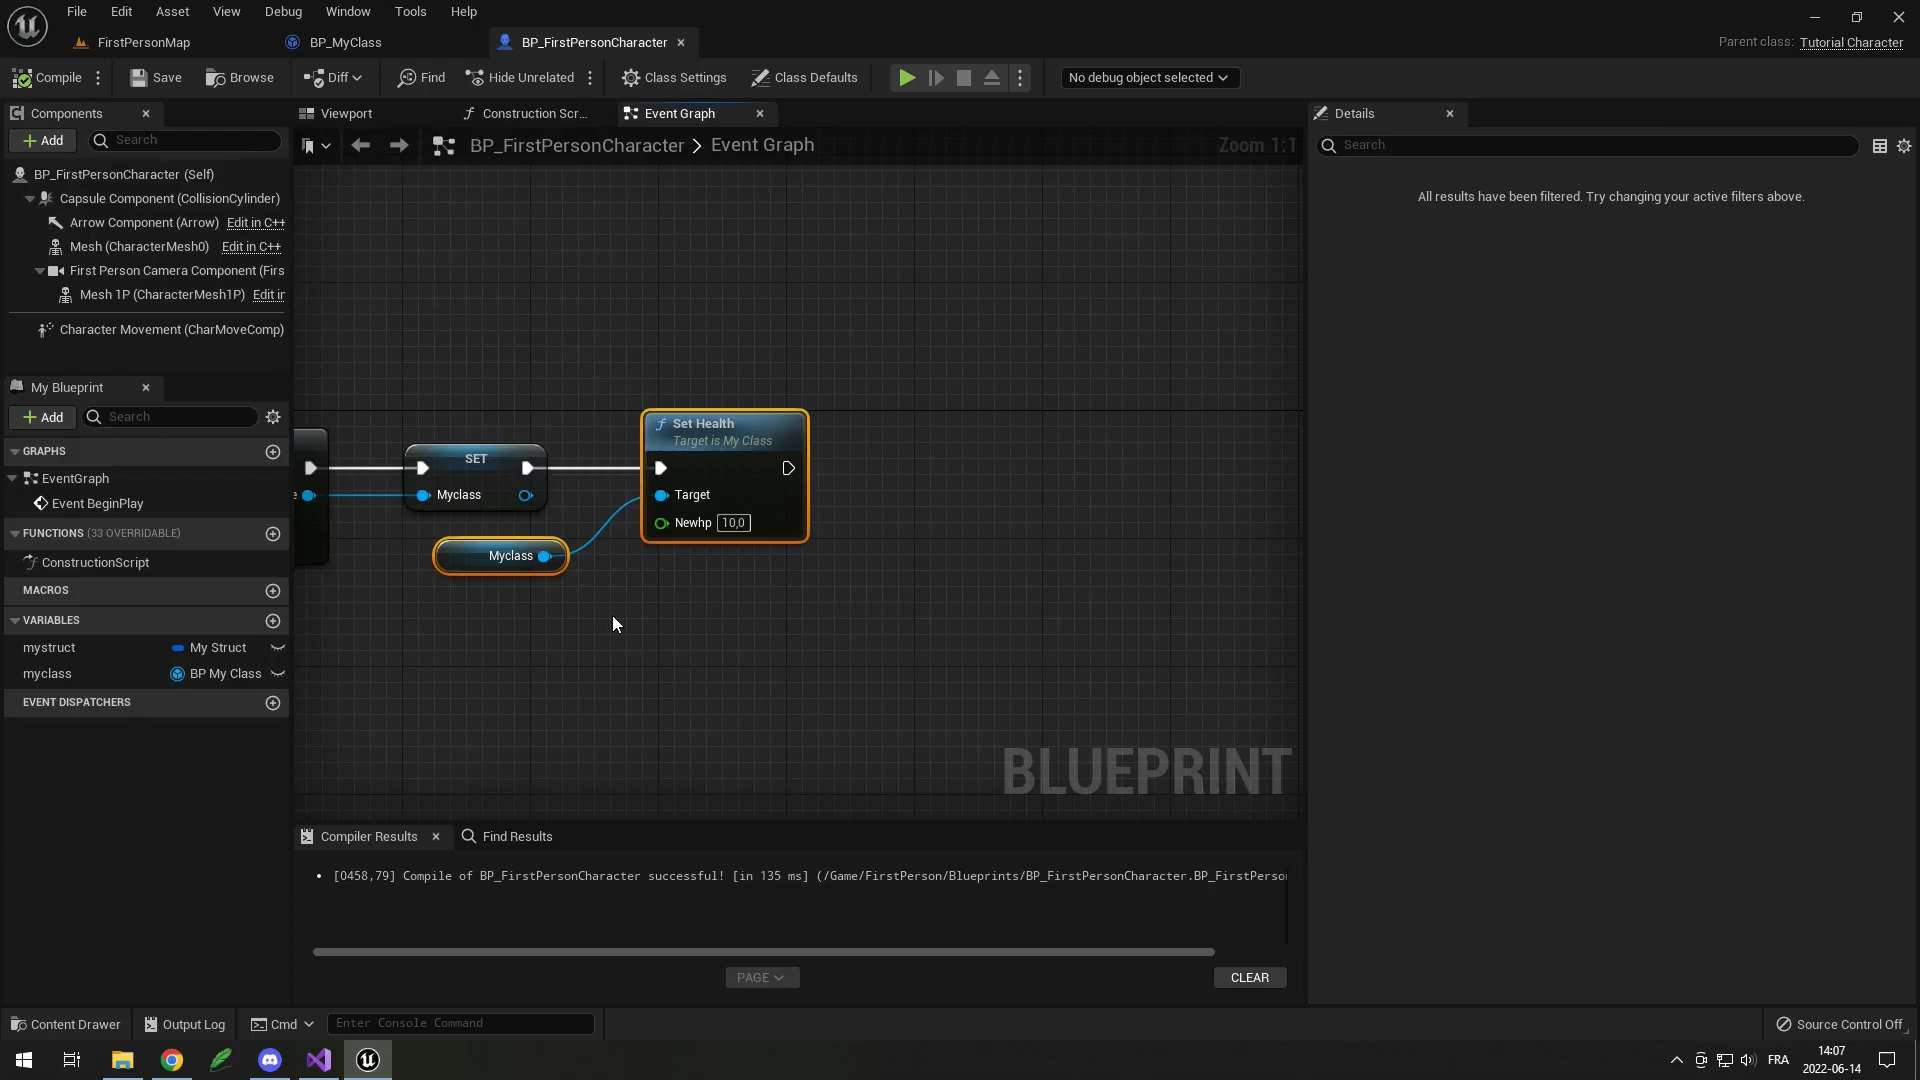 File Edit Asset View Debug Window Tools Help
FirstPersonMap BP_MyClass BP_FirstPersonCharacter
Parent class: Tutorial Character
Compile Save Browse Diff Find Hide Unrelated Class Settings Class Defaults No debug object selected
Components
Add Search
BP_FirstPersonCharacter (Self)
Capsule Component (CollisionCylinder)
Arrow Component (Arrow) Edit in C++
Mesh (CharacterMesh0) Edit in C++
First Person Camera Component (Firs
Mesh 1P (CharacterMesh1P) Edit in
Character Movement (CharMoveComp)
My Blueprint
Add Search
GRAPHS
EventGraph
Event BeginPlay
FUNCTIONS (33 OVERRIDABLE)
ConstructionScript
MACROS
VARIABLES
mystruct My Struct
myclass BP My Class
EVENT DISPATCHERS
Viewport Construction Scr... Event Graph
BP_FirstPersonCharacter > Event Graph Zoom 1:1
e
SET
Myclass
Myclass
Set Health
Target is My Class
Target
Newhp 10,0
BLUEPRINT
Compiler Results Find Results
[0458,79] Compile of BP_FirstPersonCharacter successful! [in 135 ms] (/Game/FirstPerson/Blueprints/BP_FirstPersonCharacter.BP_FirstPerso
PAGE CLEAR
Details
Search
All results have been filtered. Try changing your active filters above.
Content Drawer Output Log Cmd Enter Console Command Source Control Off
FRA
14:07
2022-06-14